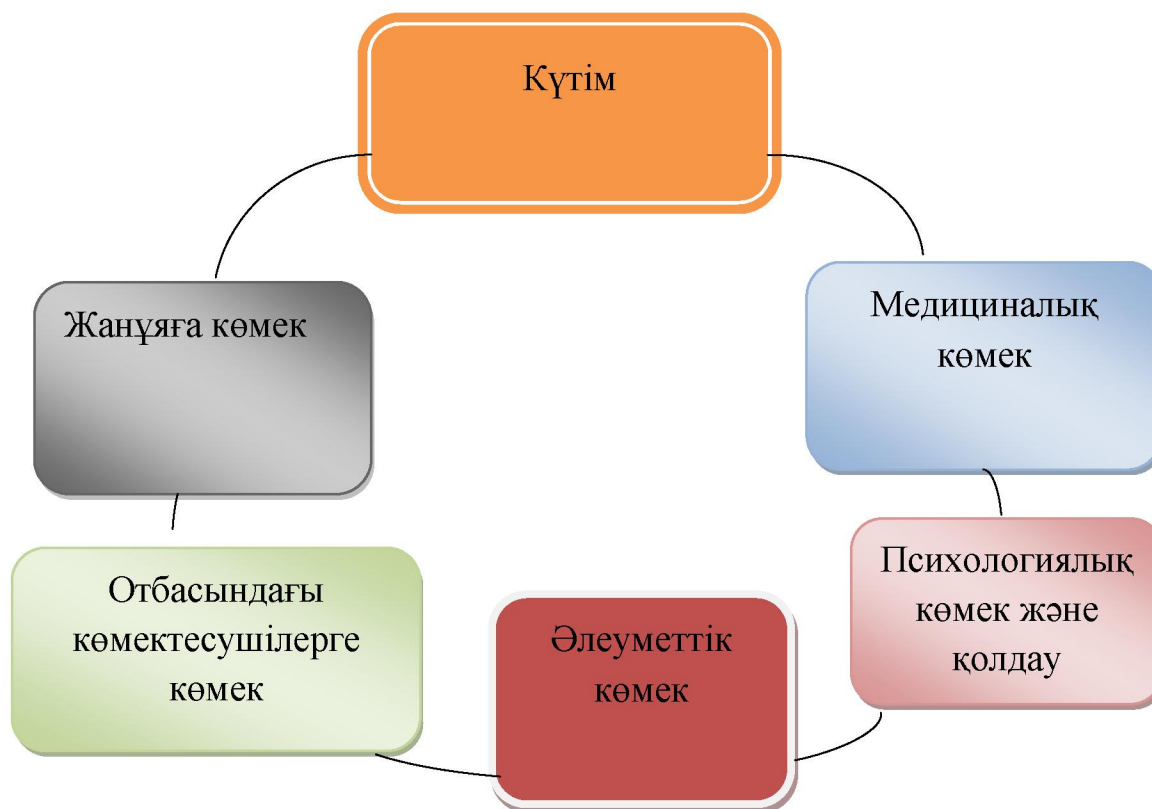 Күтім
Жанұяға көмек
Медициналық
көмек
Отбасындағы
көмектесушілерге
көмек
Әлеуметтік
көмек
Психологиялық
көмек және
қолдау